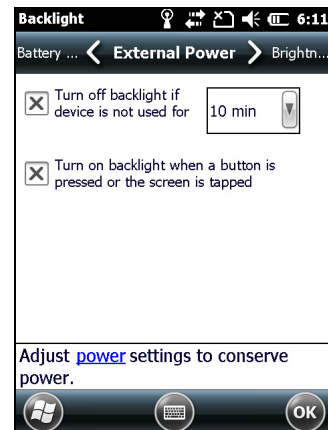 Backlight 6:11
Battery ... External Power Brightn...
Turn off backlight if
device is not used for 10 min
Turn on backlight when a button is
pressed or the screen is tapped
Adjust power settings to conserve
power.
OK